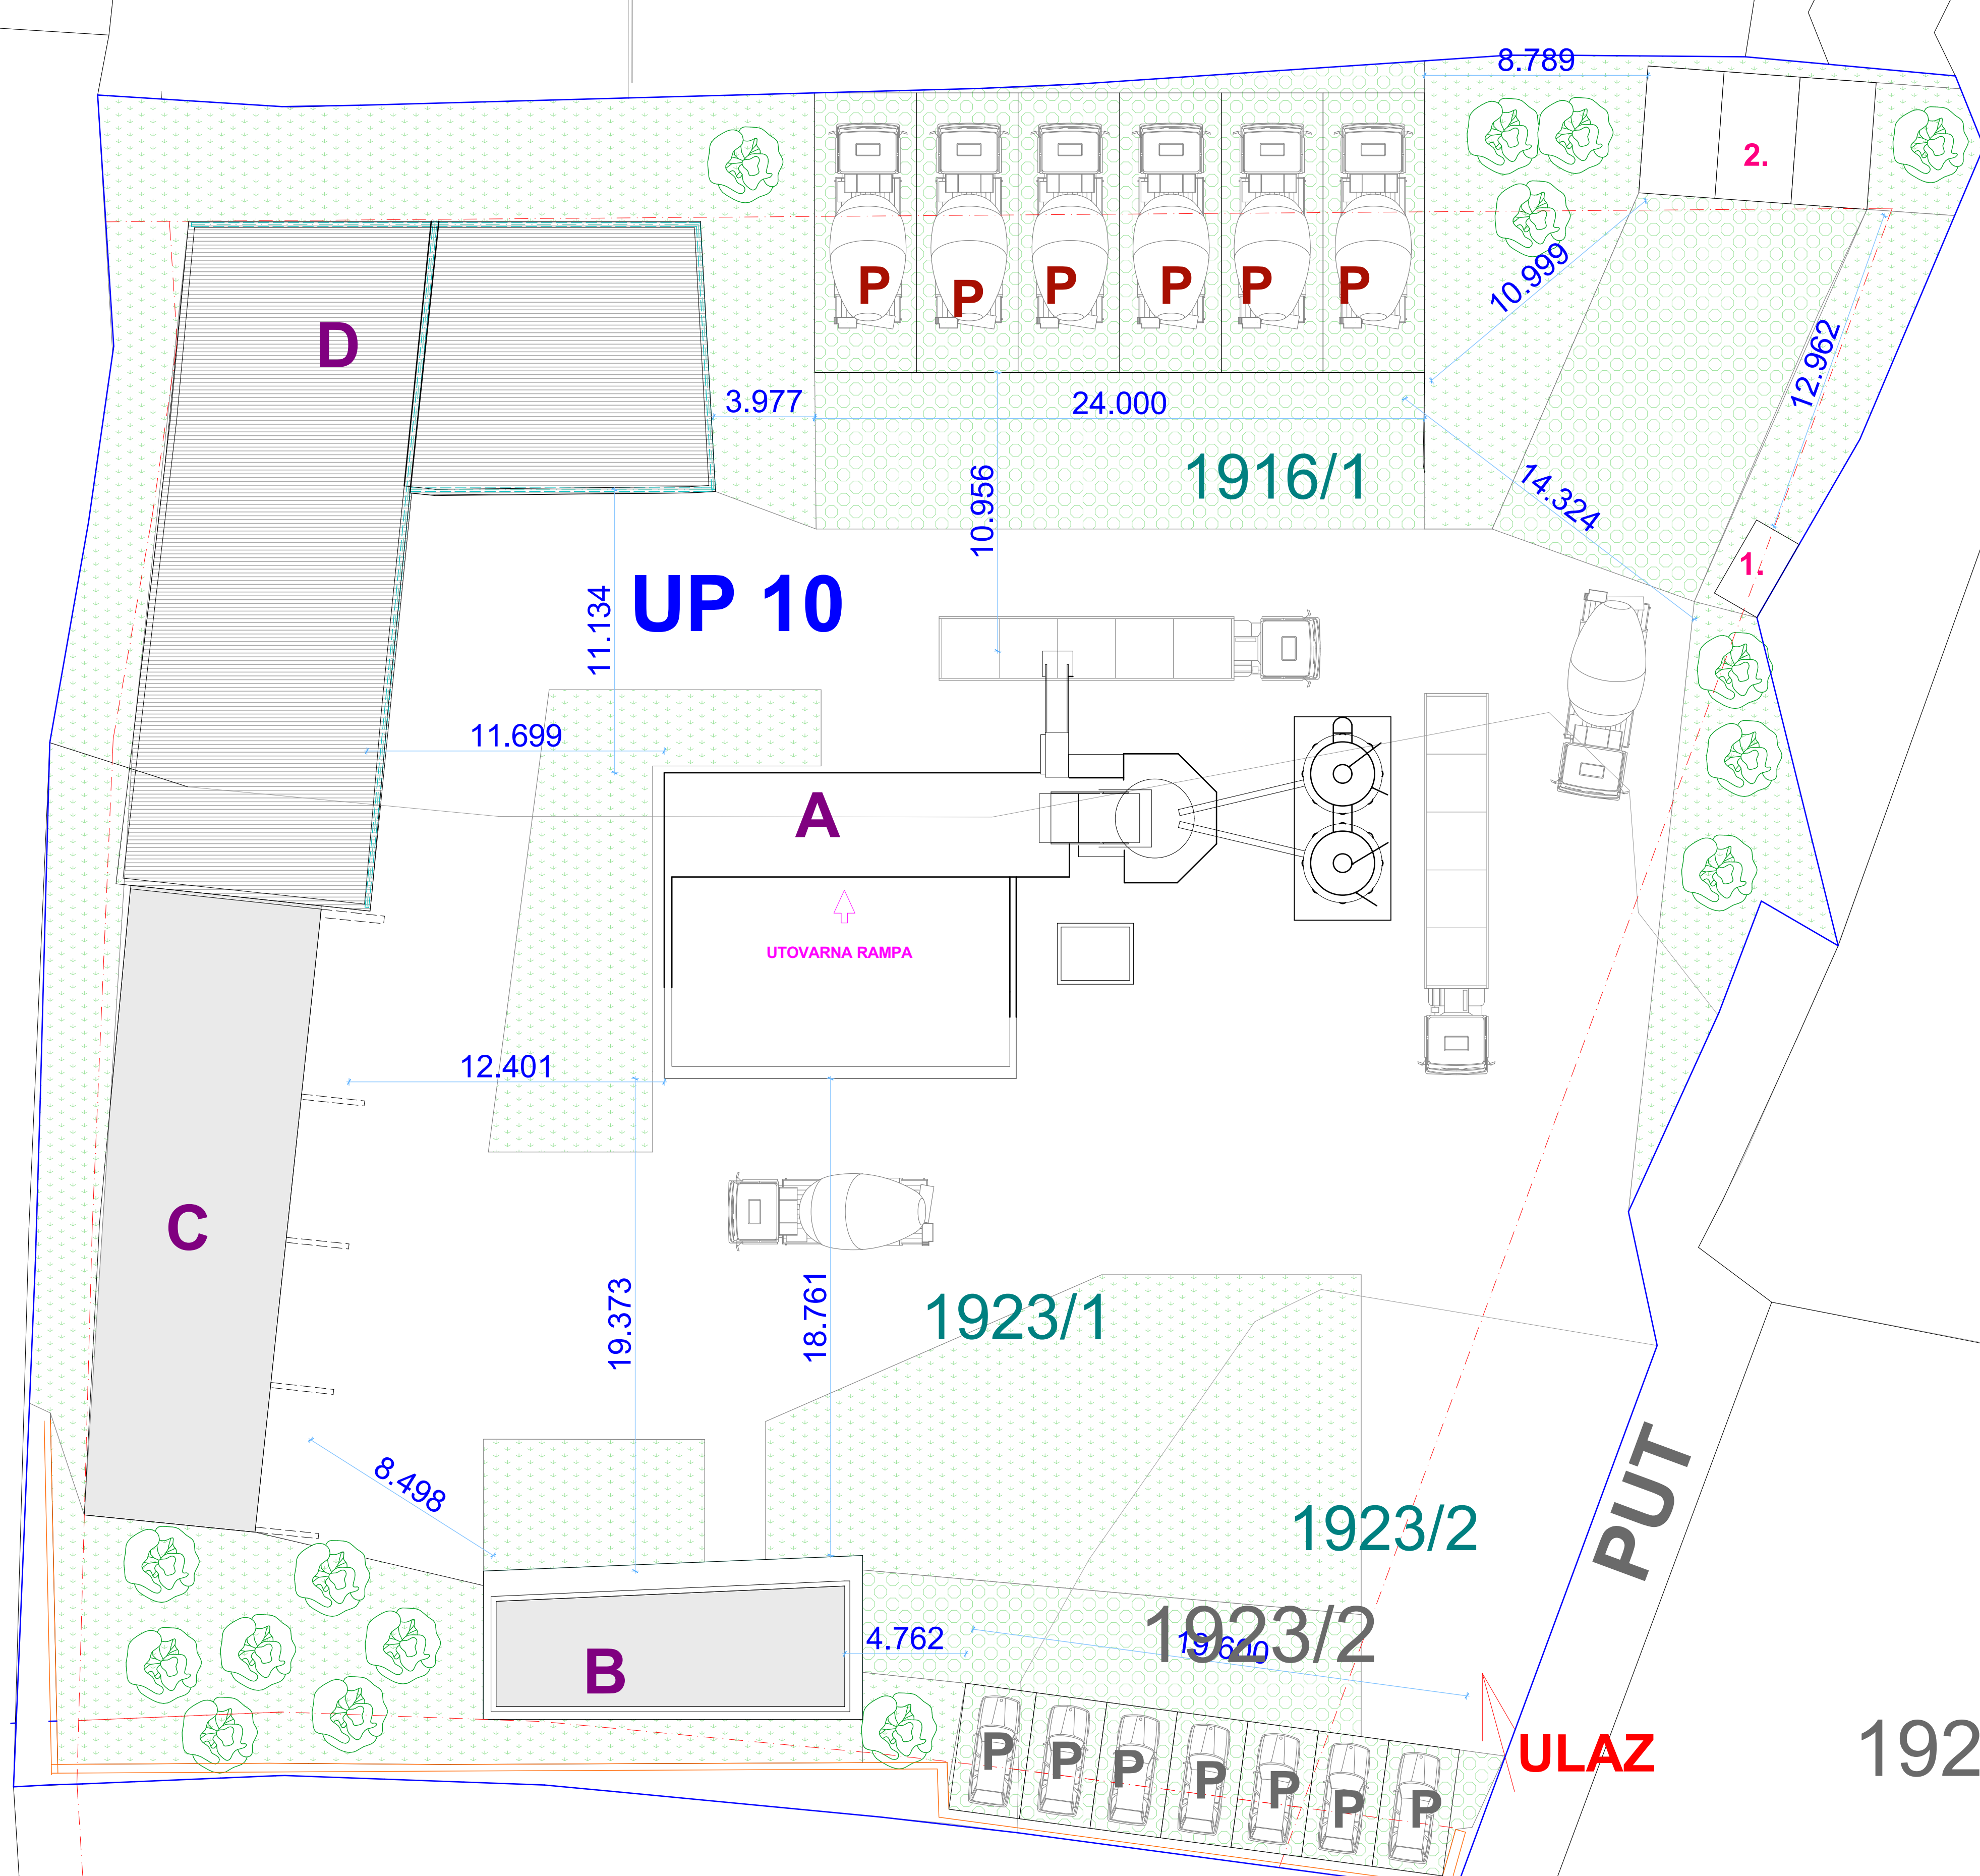 8.789
2.
10.999
P P P P P P
D
12.962
3.977
24.000
1916/1
10.956
14.324
1.
11.134
UP 10
11.699
A
UTOVARNA RAMPA
12.401
C
19.373
18.761
1923/1
8.498
1923/2
PUT
1923/2
19.600
4.762
B
ULAZ
192
P P P P P P P